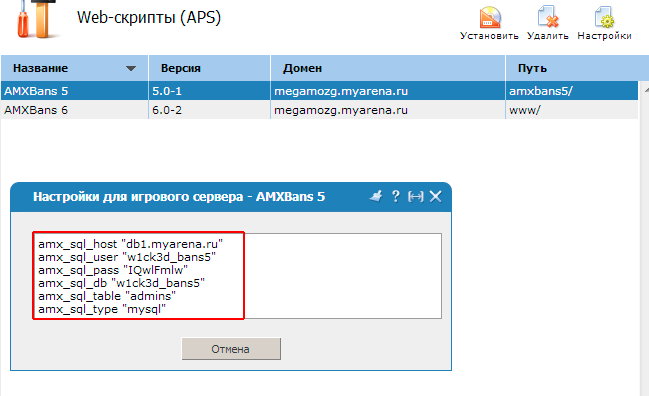 Web-скрипты (APS)
Установить Удалить Настройки
Название Версия Домен Путь
AMXBans 5 5.0-1 megamozg.myarena.ru amxbans5/
AMXBans 6 6.0-2 megamozg.myarena.ru www/
Настройки для игрового сервера - AMXBans 5
amx_sql_host "db1.myarena.ru"
amx_sql_user "w1ck3d_bans5"
amx_sql_pass "IQwlFmlw"
amx_sql_db "w1ck3d_bans5"
amx_sql_table "admins"
amx_sql_type "mysql"
Отмена